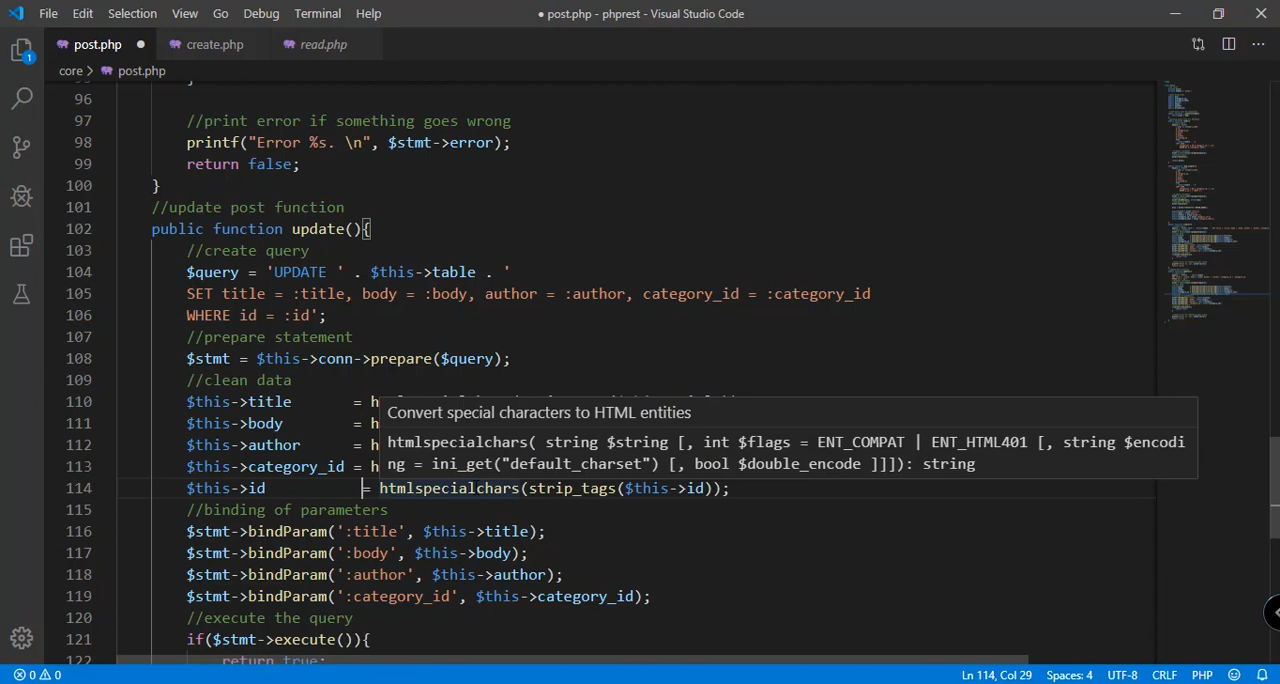 File Edit Selection View Go Debug Terminal Help
● post.php - phprest - Visual Studio Code
post.php ● create.php read.php
core > post.php
1
96
97 //print error if something goes wrong
98 printf("Error %s. \n", $stmt->error);
99 return false;
100 }
101 //update post function
102 public function update(){
103 //create query
104 $query = 'UPDATE ' . $this->table . '
105 SET title = :title, body = :body, author = :author, category_id = :category_id
106 WHERE id = :id';
107 //prepare statement
108 $stmt = $this->conn->prepare($query);
109 //clean data
110 $this->title = h
111 $this->body = h
112 $this->author = h
113 $this->category_id = h
114 $this->id = htmlspecialchars(strip_tags($this->id));
Convert special characters to HTML entities
htmlspecialchars( string $string [, int $flags = ENT_COMPAT | ENT_HTML401 [, string $encodi
ng = ini_get("default_charset") [, bool $double_encode ]]]): string
115 //binding of parameters
116 $stmt->bindParam(':title', $this->title);
117 $stmt->bindParam(':body', $this->body);
118 $stmt->bindParam(':author', $this->author);
119 $stmt->bindParam(':category_id', $this->category_id);
120 //execute the query
121 if($stmt->execute()){
122 return true;
0 0 Ln 114, Col 29 Spaces: 4 UTF-8 CRLF PHP